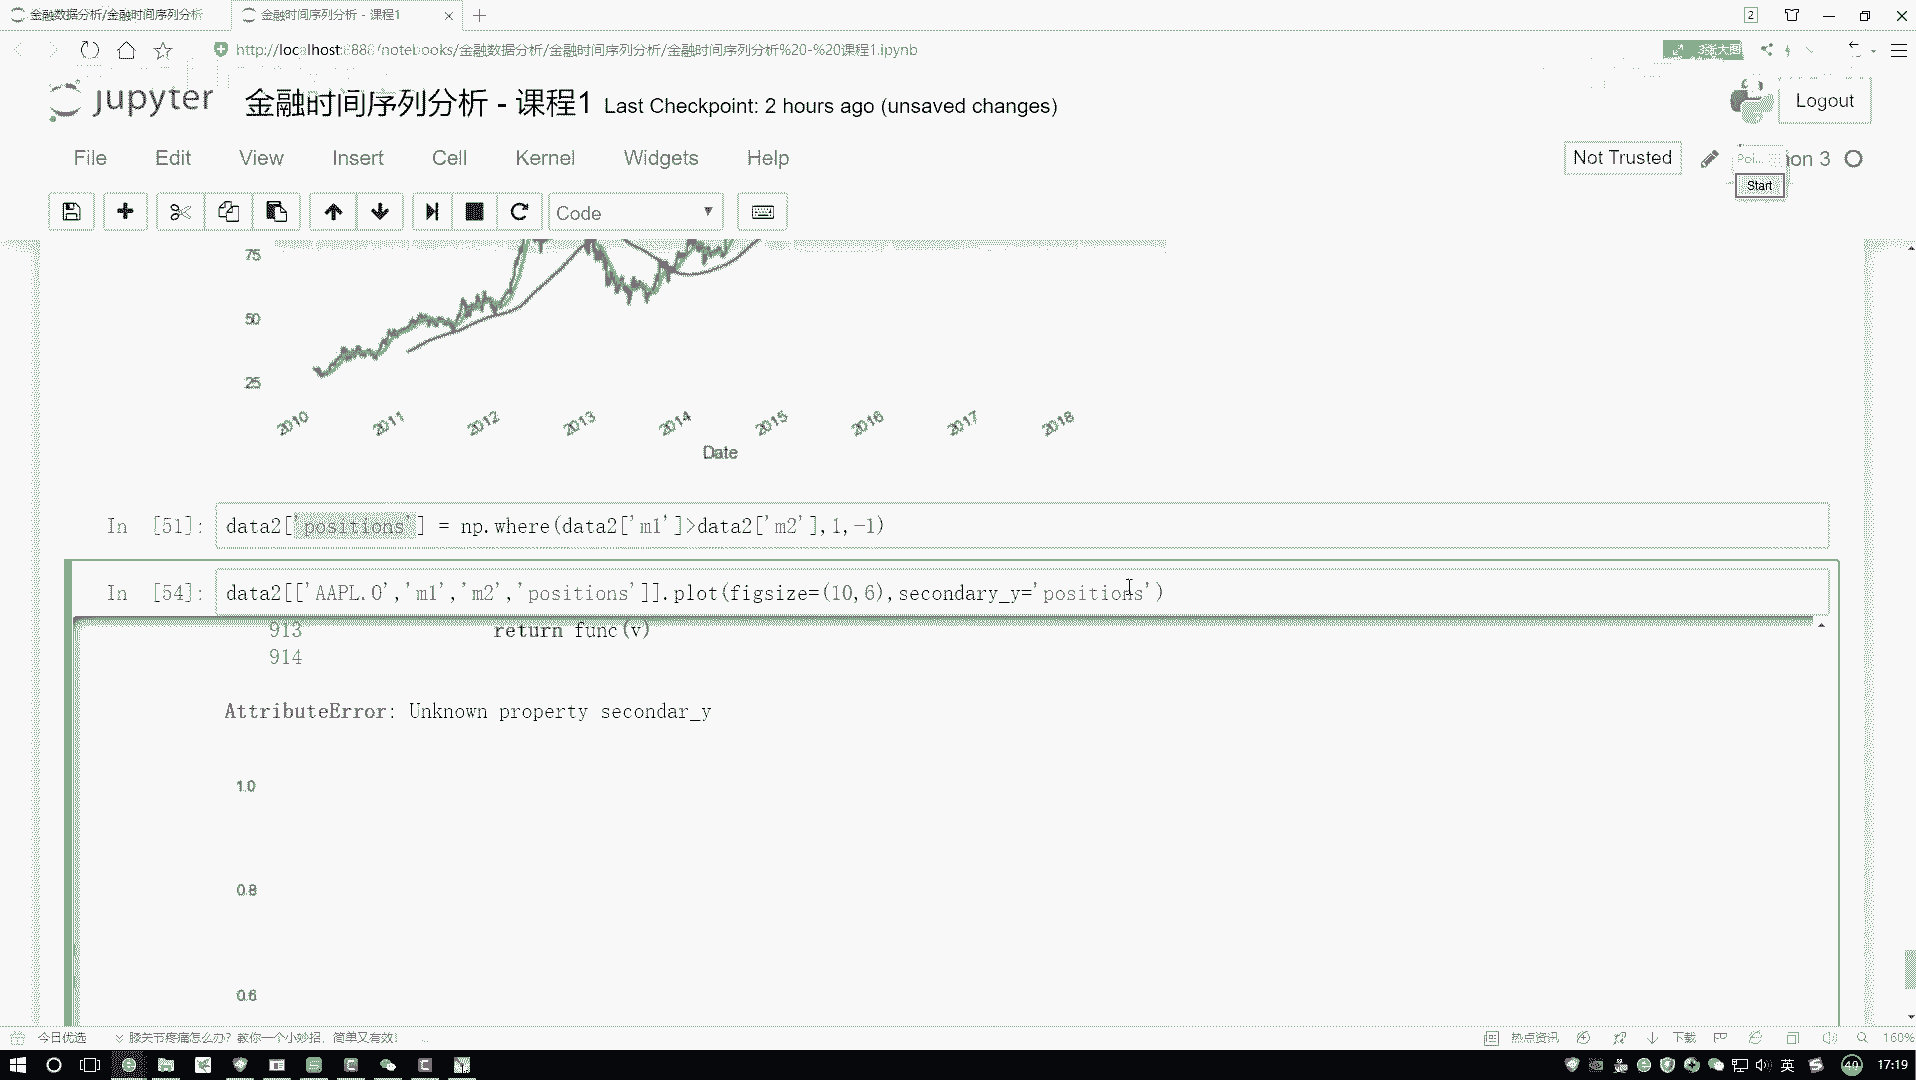 金融数据分析/金融时间序列分析
金融时间序列分析 - 课程1
2
http://localhost:888/notebooks/金融数据分析/金融时间序列分析/金融时间序列分析%20-%20课程1.ipynb
3张大图
jupyter
金融时间序列分析 - 课程1 Last Checkpoint: 2 hours ago (unsaved changes)
Logout
File Edit View Insert Cell Kernel Widgets Help
Not Trusted
Poi...
on 3
Start
Code
75
50
25
2010 2011 2012 2013 2014 2015 2016 2017 2018
Date
In [51]: data2['positions'] = np.where(data2['m1']>data2['m2'],1,-1)
In [54]: data2[['AAPL.O','m1','m2','positions']].plot(figsize=(10,6),secondary_y='positions')
913 return func(v)
914
AttributeError: Unknown property secondar_y
1.0
0.8
0.6
今日优选
膝关节疼痛怎么办？教你一个小妙招，简单又有效！
热点资讯
下载
160%
英
40
17:19